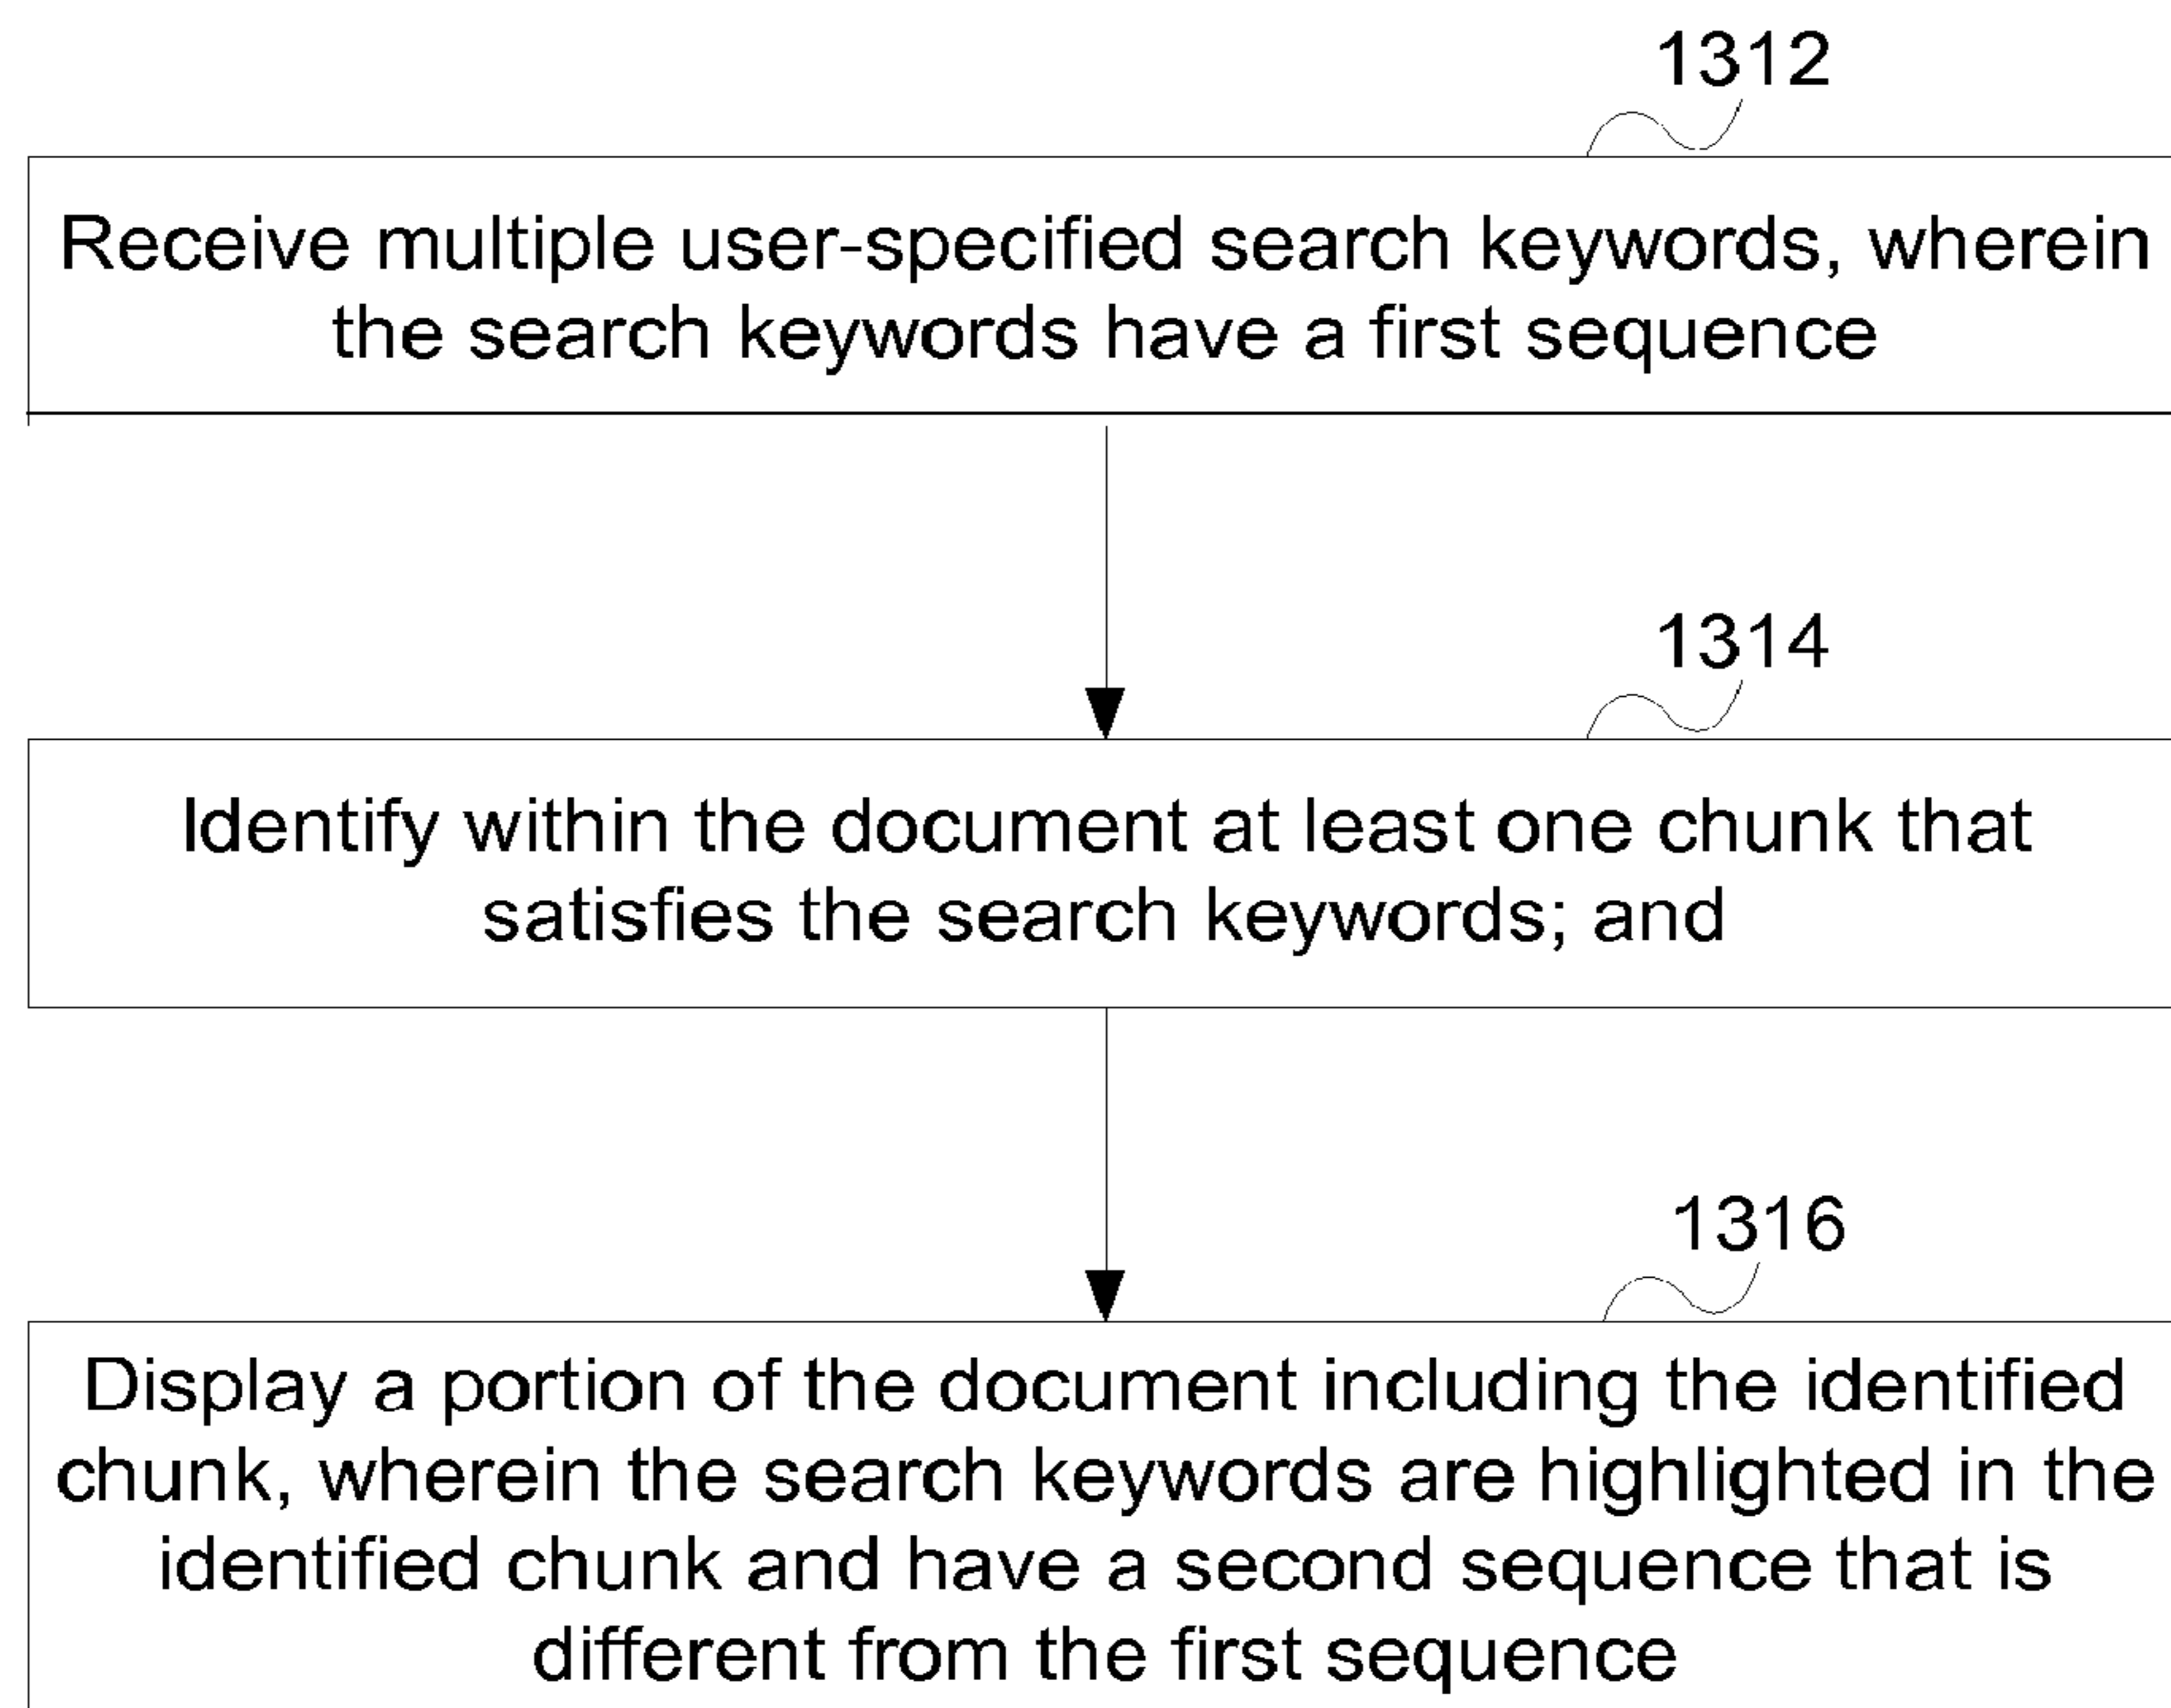 1312
Receive multiple user-specified search keywords, wherein
the search keywords have a first sequence
1314
Identify within the document at least one chunk that
satisfies the search keywords; and
1316
Display a portion of the document including the identified
chunk, wherein the search keywords are highlighted in the
identified chunk and have a second sequence that is
different from the first sequence